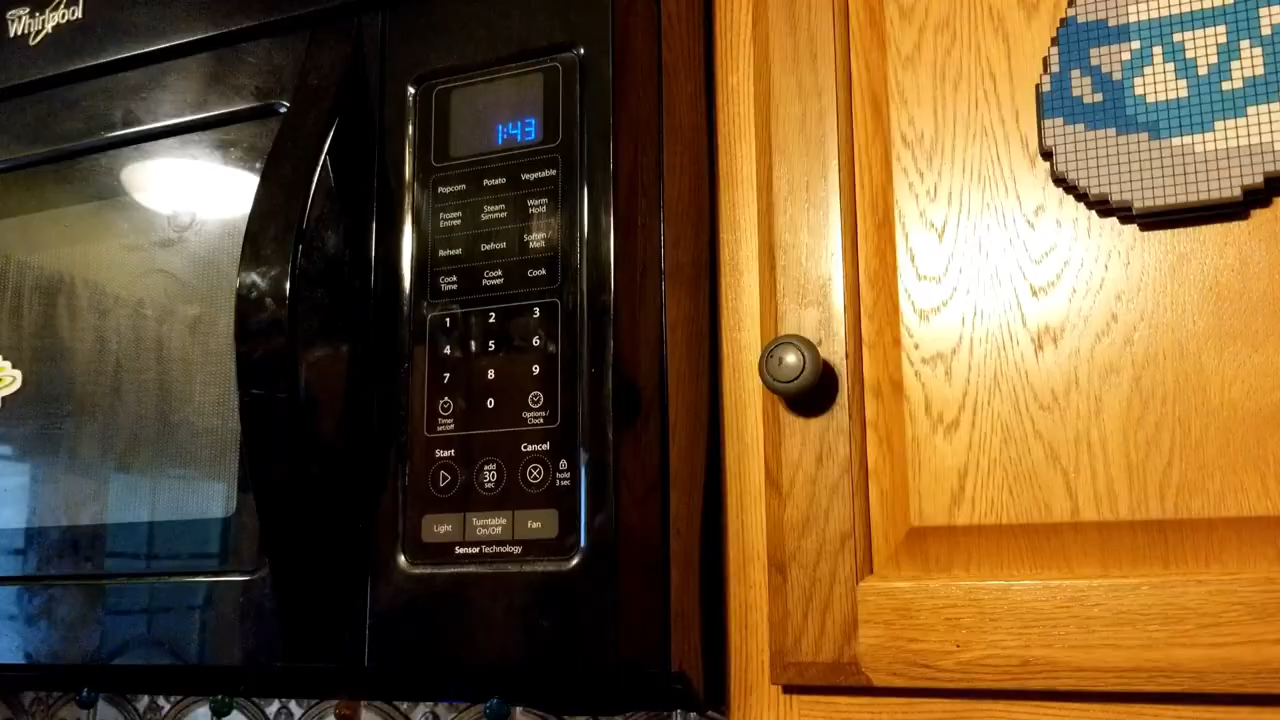 Whirlpool
1:43
Popcorn Potato Vegetable
Frozen Entree
Steam Simmer
Warm Hold
Reheat Defrost
Soften / Melt
Cook Time
Cook Power
Cook
1 2 3
4 5 6
7 8 9
0
Timer set/off
Options / Clock
Start
Cancel
add
30
sec
hold
3 sec
Light
Turntable
On/Off
Fan
Sensor Technology